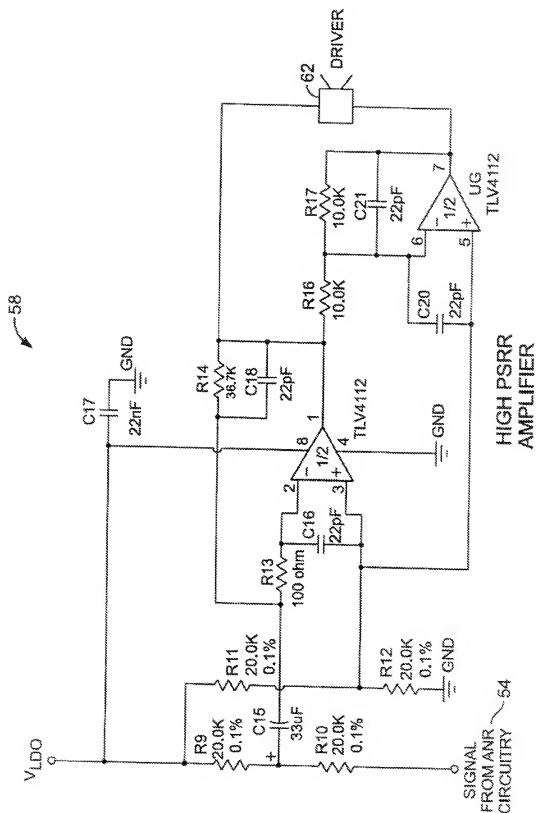 58
V_LDO
R9
20.0K
0.1%
R11
20.0K
0.1%
C15
33uF
+
R10
20.0K
0.1%
R12
20.0K
0.1%
GND
SIGNAL
FROM ANR
CIRCUITRY
54
C17
22nF
GND
R13
100 ohm
C16
22pF
R14
36.7K
C18
22pF
2
3
8
4
1
−
+
1/2
TLV4112
GND
R16
10.0K
R17
10.0K
C21
22pF
C20
22pF
6
5
7
−
+
1/2
UG
TLV4112
62
DRIVER
HIGH PSRR
AMPLIFIER